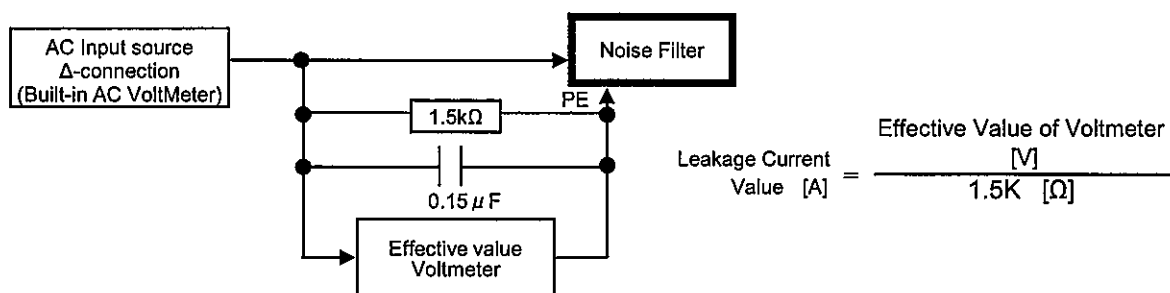 AC Input source
Δ-connection
(Built-in AC VoltMeter)
Noise Filter
PE
1.5kΩ
0.15μF
Effective value
Voltmeter
Leakage Current
Value [A]
=
Effective Value of Voltmeter
[V]
1.5K [Ω]